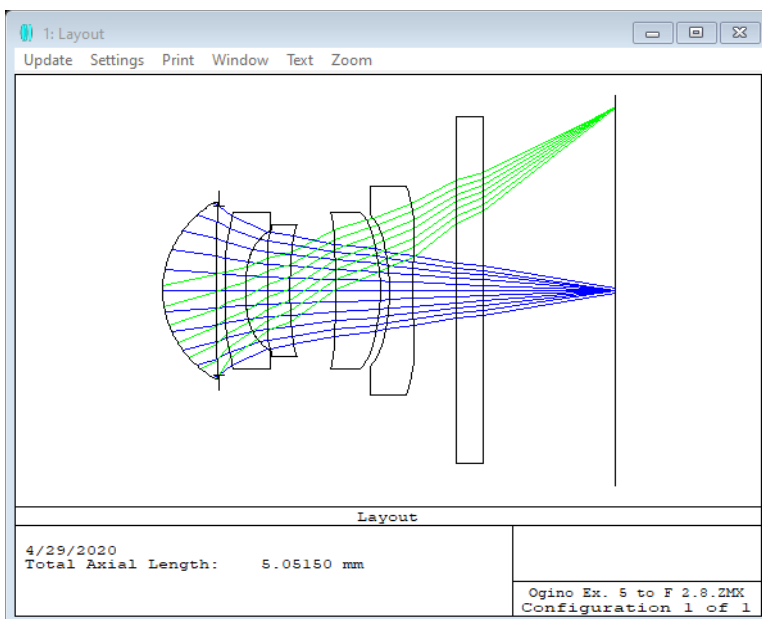 1: Layout
Update Settings Print Window Text Zoom
Layout
4/29/2020
Total Axial Length: 5.05150 mm
Ogino Ex. 5 to F 2.8.ZMX
Configuration 1 of 1